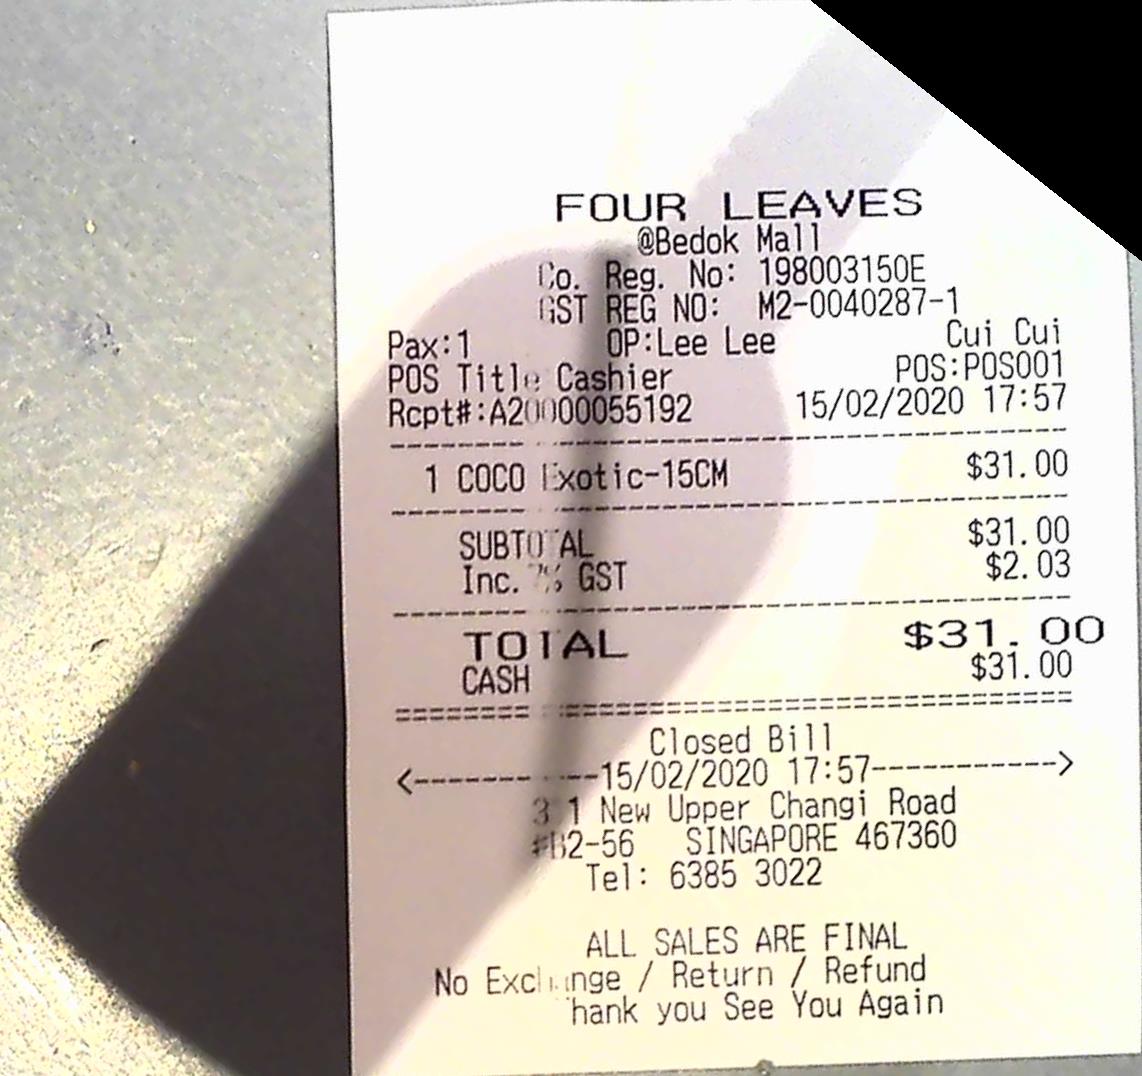 FOUR LEAVES
@Bedok Mall
Co. Reg. No: 198003150E
GST REG NO: M2-0040287-1
Pax:1 OP:Lee Lee Cui Cui
POS Title Cashier POS:POS001
Rcpt#:A20000055192 15/02/2020 17:57
1 COCO Exotic-15CM $31.00
SUBTOTAL $31.00
Inc. 7% GST $2.03
TOTAL $31.00
CASH $31.00
Closed Bill
<-----------15/02/2020 17:57----------->
New Upper Changi Road
#B2-56 SINGAPORE 467360
Tel: 6385 3022
ALL SALES ARE FINAL
No Exchange / Return / Refund
Thank you See You Again